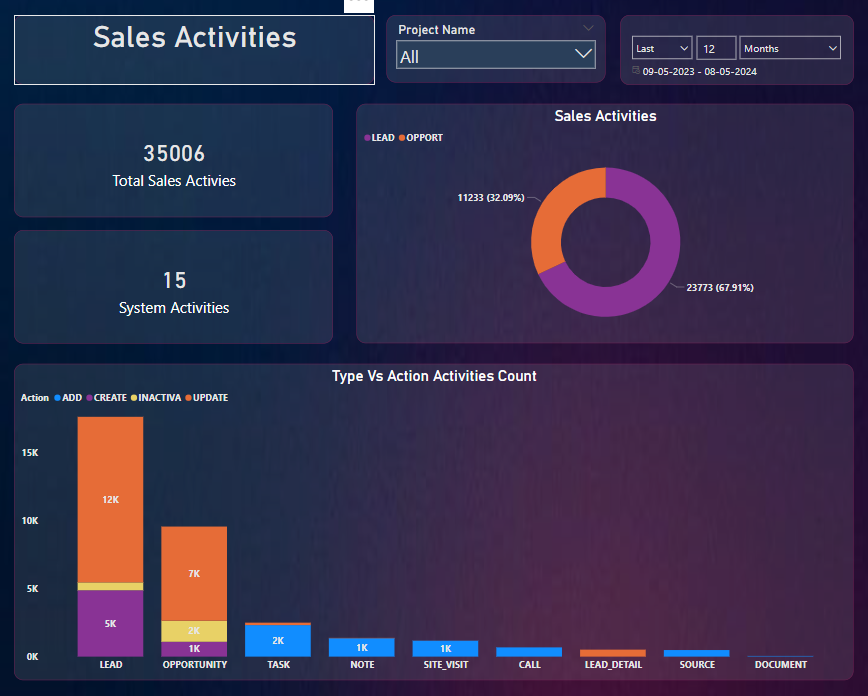 Sales Activities
Project Name
All
Last 12 Months
09-05-2023 - 08-05-2024
35006
Total Sales Activies
15
System Activities
Sales Activities
LEAD OPPORT
11233 (32.09%)
23773 (67.91%)
Type Vs Action Activities Count
Action ADD CREATE INACTIVA UPDATE
15K
10K
5K
0K
12K
5K
7K
2K
1K
2K
1K
1K
LEAD OPPORTUNITY TASK NOTE SITE_VISIT CALL LEAD_DETAIL SOURCE DOCUMENT